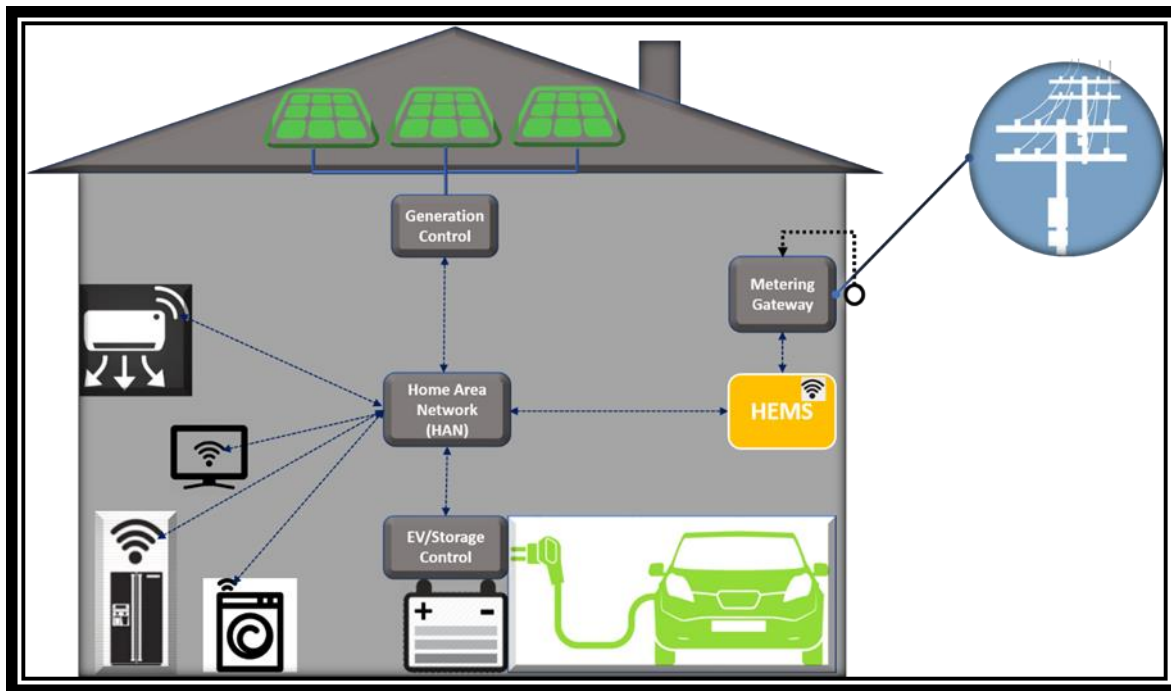 Generation
Control
Metering
Gateway
Home Area
Network
(HAN)
HEMS
EV/Storage
Control
+ -